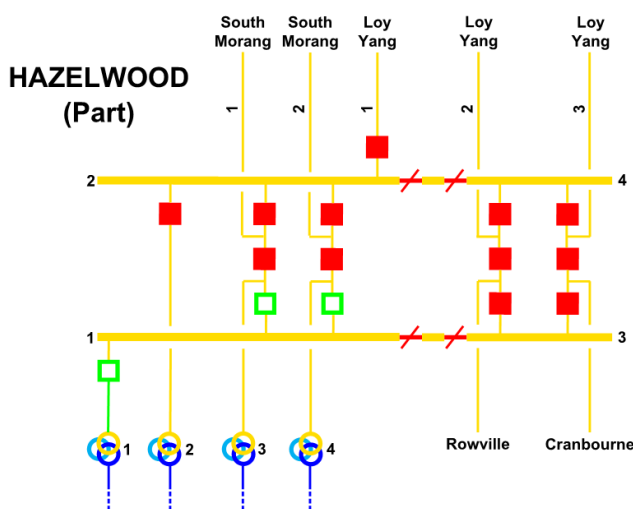 South Morang
South Morang
Loy Yang
Loy Yang
Loy Yang
HAZELWOOD
(Part)
1
2
1
2
3
2
4
1
3
1
2
3
4
Rowville
Cranbourne